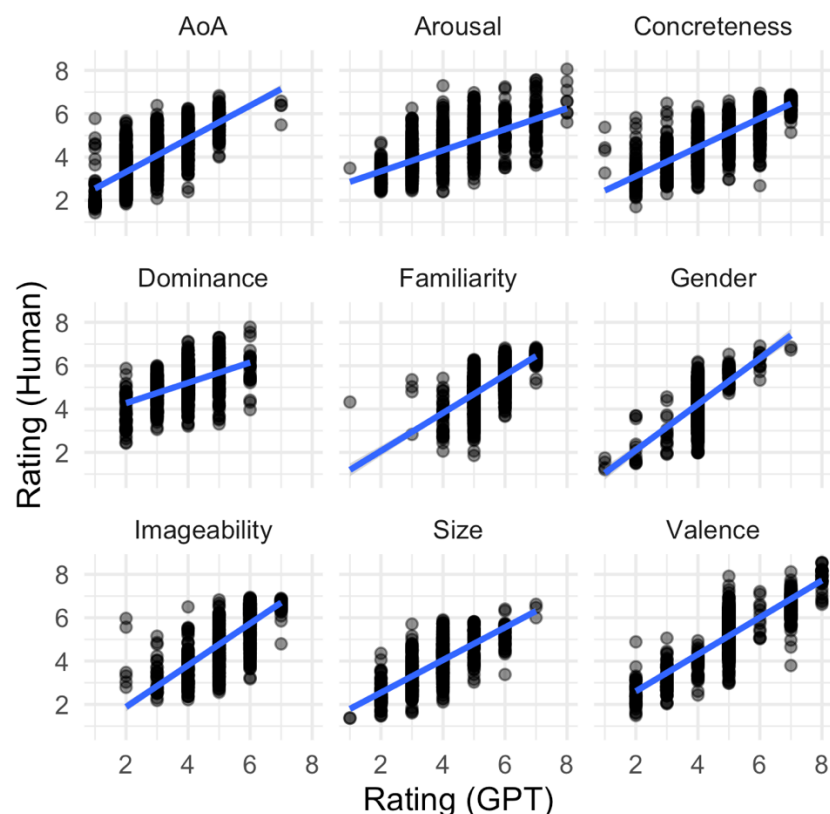 AoA Arousal Concreteness
8
6
4
2
Dominance Familiarity Gender
8
6
4
2
Imageability Size Valence
8
6
4
2
2 4 6 8 2 4 6 8 2 4 6 8
Rating (Human)
Rating (GPT)